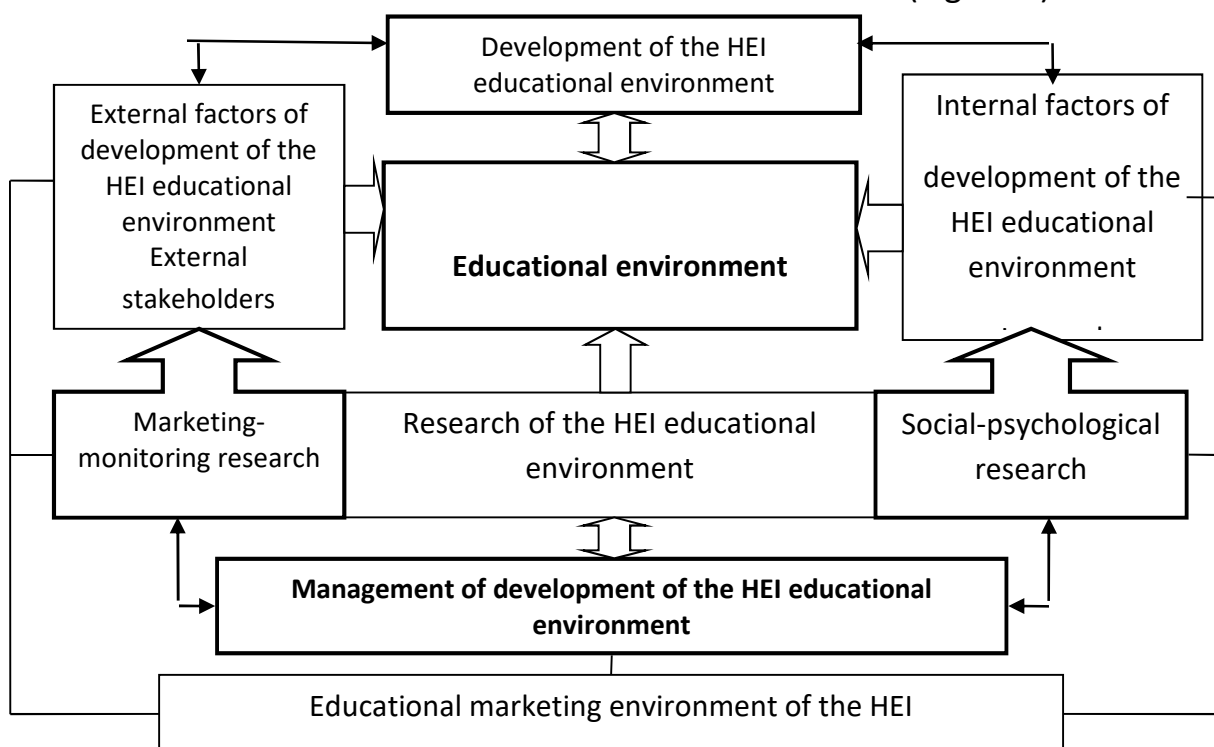 Development of the HEI
educational environment
External factors of
development of the
HEI educational
environment
External
stakeholders
Internal factors of
development of the
HEI educational
environment
Educational environment
Marketing-
monitoring research
Research of the HEI educational
environment
Social-psychological
research
Management of development of the HEI educational
environment
Educational marketing environment of the HEI